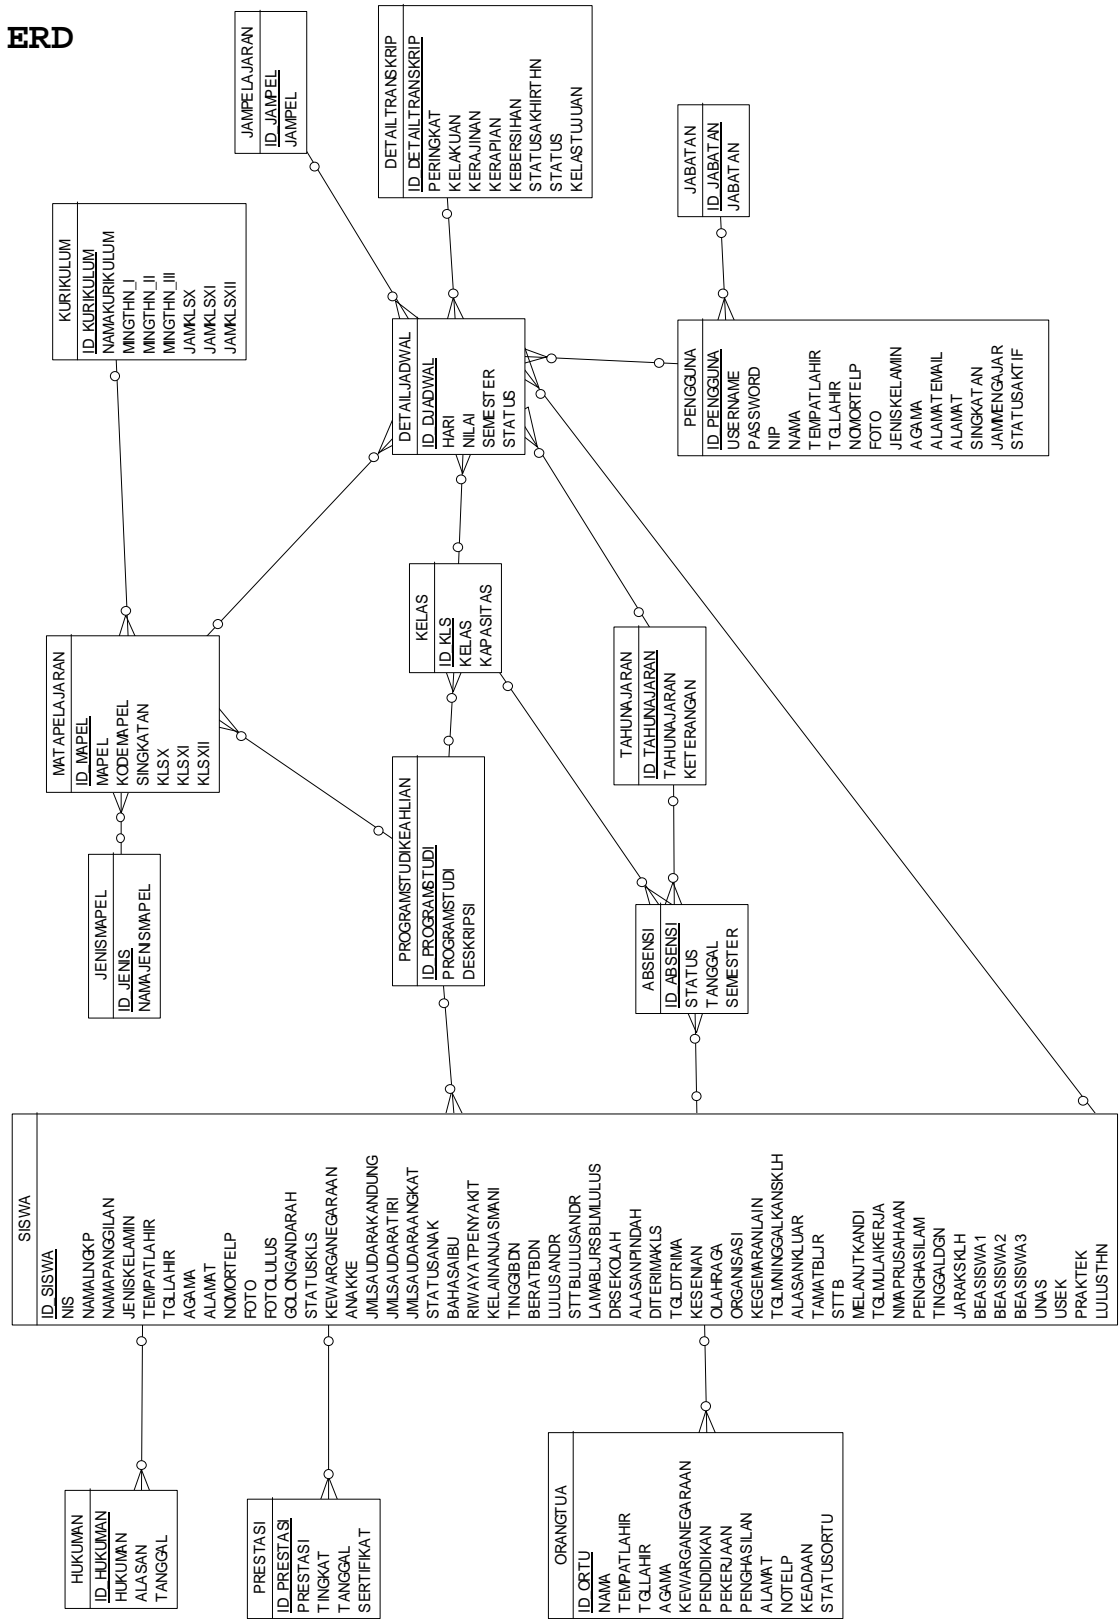 ERD
JAMPELAJARAN
ID_JAMPEL
JAMPEL
DETAILTRANSKRIP
ID_DETAILTRANSKRIP
PERINGKAT
KELAKUAN
KERAJINAN
KERAPIAN
KEBERSIHAN
STATUSAKHIRTHN
STATUS
KELASTUJUAN
KURIKULUM
ID_KURIKULUM
NAMAKURIKULUM
MINGTHN_I
MINGTHN_II
MINGTHN_III
JAMKLSX
JAMKLSXI
JAMKLSXII
JABATAN
ID_JABATAN
JABATAN
DETAILJADWAL
ID_DJADWAL
HARI
NILAI
SEMESTER
STATUS
PENGGUNA
ID_PENGGUNA
USERNAME
PASSWORD
NIP
NAMA
TEMPATLAHIR
TGLLAHIR
NOMORTELP
FOTO
JENISKELAMIN
AGAMA
ALAMATEMAIL
ALAMAT
SINGKATAN
JAMMENGAJAR
STATUSAKTIF
MATAPELAJARAN
ID_MAPEL
MAPEL
KODEMAPEL
SINGKATAN
KLSX
KLSXI
KLSXII
KELAS
ID_KLS
KELAS
KAPASITAS
TAHUNAJARAN
ID_TAHUNAJARAN
TAHUNAJARAN
KETERANGAN
JENISMAPEL
ID_JENIS
NAMAJENISMAPEL
PROGRAMSTUDIKEAHLIAN
ID_PROGRAMSTUDI
PROGRAMSTUDI
DESKRIPSI
ABSENSI
ID_ABSENSI
STATUS
TANGGAL
SEMESTER
SISWA
ID_SISWA
NIS
NAMALNGKP
NAMAPANGGILAN
JENISKELAMIN
TEMPATLAHIR
TGLLAHIR
AGAMA
ALAMAT
NOMORTELP
FOTO
FOTOLULUS
GOLONGANDARAH
STATUSKLS
KEWARGANEGARAAN
ANAKKE
JMLSAUDARAKANDUNG
JMLSAUDARATIRI
JMLSAUDARAANGKAT
STATUSANAK
BAHASAIBU
RIWAYATPENYAKIT
KELAINANJASMANI
TINGGIBDN
BERATBDN
LULUSANDR
STTBLULUSANDR
LAMABLJRSBLMLULUS
DRSEKOLAH
ALASANPINDAH
DITERIMAKLS
TGLDTRIMA
KESENIAN
OLAHRAGA
ORGANISASI
KEGEMARANLAIN
TGLMNINGGALKANSKLH
ALASANKLUAR
TAMATBLJR
STTB
MELANJUTKANDI
TGLMULAIKERJA
NMAPRUSAHAAN
PENGHASILAM
TINGGALDGN
JARAKSKLH
BEASISWA1
BEASISWA2
BEASISWA3
UNAS
USEK
PRAKTEK
LULUSTHN
HUKUMAN
ID_HUKUMAN
HUKUMAN
ALASAN
TANGGAL
PRESTASI
ID_PRESTASI
PRESTASI
TINGKAT
TANGGAL
SERTIFIKAT
ORANGTUA
ID_ORTU
NAMA
TEMPATLAHIR
TGLLAHIR
AGAMA
KEWARGANEGARAAN
PENDIDIKAN
PEKERJAAN
PENGHASILAN
ALAMAT
NOTELP
KEADAAN
STATUSORTU